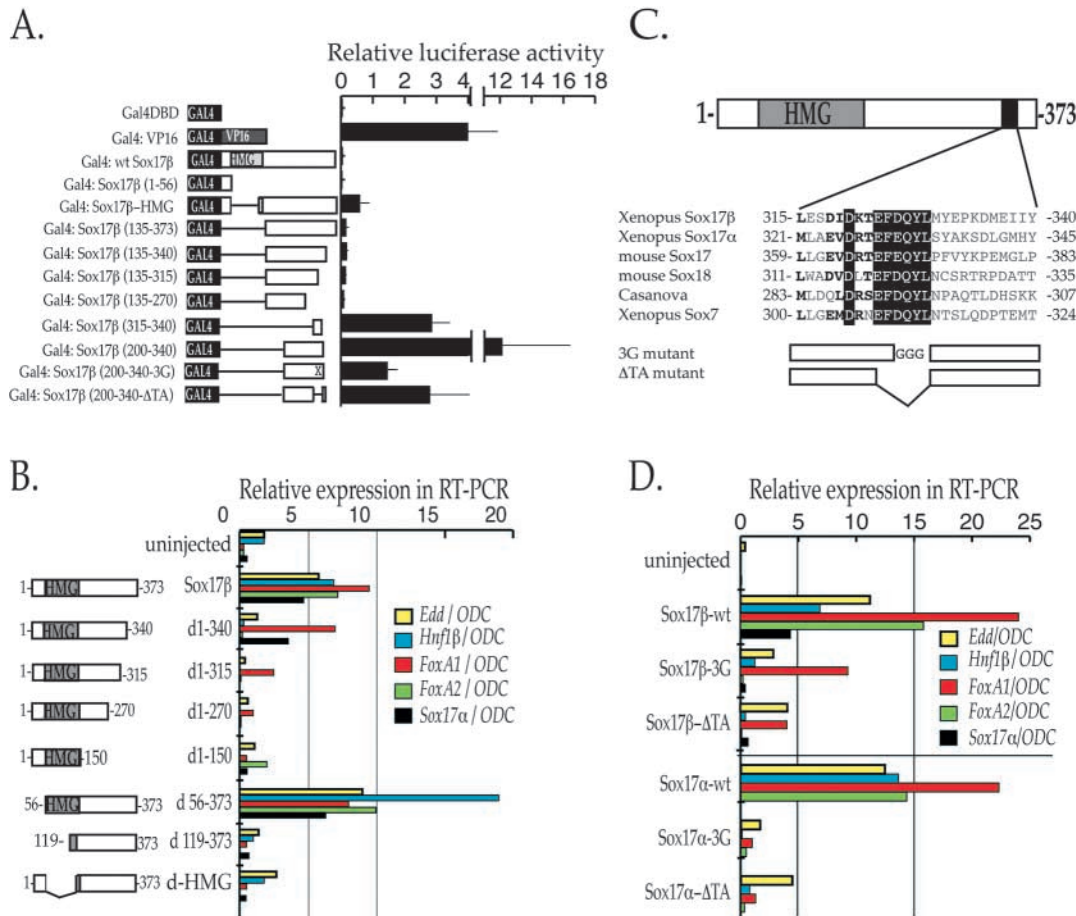 A.
Relative luciferase activity
0 1 2 3 4 12 14 16 18
Gal4DBD GAL4
Gal4: VP16 GAL4 VP16
Gal4: wt Sox17β GAL4 HMG
Gal4: Sox17β (1-56) GAL4
Gal4: Sox17β–HMG GAL4
Gal4: Sox17β (135-373) GAL4
Gal4: Sox17β (135-340) GAL4
Gal4: Sox17β (135-315) GAL4
Gal4: Sox17β (135-270) GAL4
Gal4: Sox17β (315-340) GAL4
Gal4: Sox17β (200-340) GAL4
Gal4: Sox17β (200-340-3G) GAL4 X
Gal4: Sox17β (200-340-ΔTA) GAL4
C.
1- HMG -373
Xenopus Sox17β 315- LESDIDKTEFDQYLMYEPKDMEIIY -340
Xenopus Sox17α 321- MLAEVDRTEFEQYLSYAKSDLGMHY -345
mouse Sox17 359- LLGEVDRTEFEQYLPFVYKPEMGLP -383
mouse Sox18 311- LWADVDLTEFDQYLNCSRTRPDATT -335
Casanova 283- MLDQLDRSEFDQYLNPAQTLDHSKK -307
Xenopus Sox7 300- LLGEMDRNEFDQYLNTSLQDPTEMT -324
3G mutant GGG
ΔTA mutant
B.
Relative expression in RT-PCR
0 5 10 15 20
uninjected
1- HMG -373 Sox17β
1- HMG -340 d1-340
1- HMG -315 d1-315
1- HMG -270 d1-270
1- HMG -150 d1-150
56- HMG -373 d 56-373
119- 373 d 119-373
1- -373 d-HMG
Edd / ODC
Hnf1β/ ODC
FoxA1 / ODC
FoxA2 / ODC
Sox17α / ODC
D.
Relative expression in RT-PCR
0 5 10 15 20 25
uninjected
Sox17β-wt
Sox17β-3G
Sox17β–ΔTA
Sox17α-wt
Sox17α-3G
Sox17α–ΔTA
Edd/ODC
Hnf1β/ODC
FoxA1/ODC
FoxA2/ODC
Sox17α/ODC